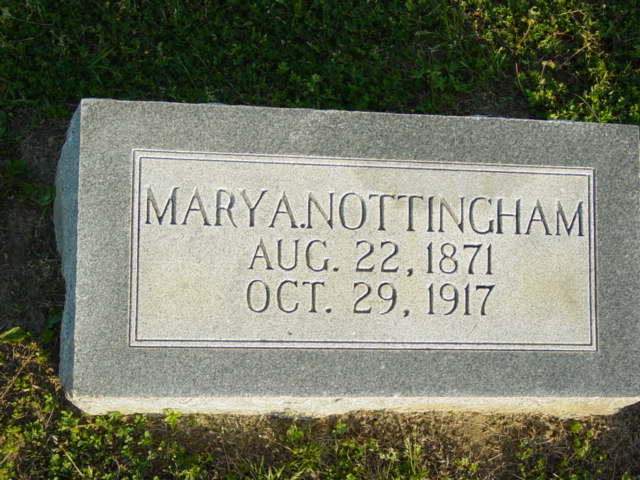 MARY A. NOTTINGHAM
AUG. 22, 1871
OCT. 29, 1917